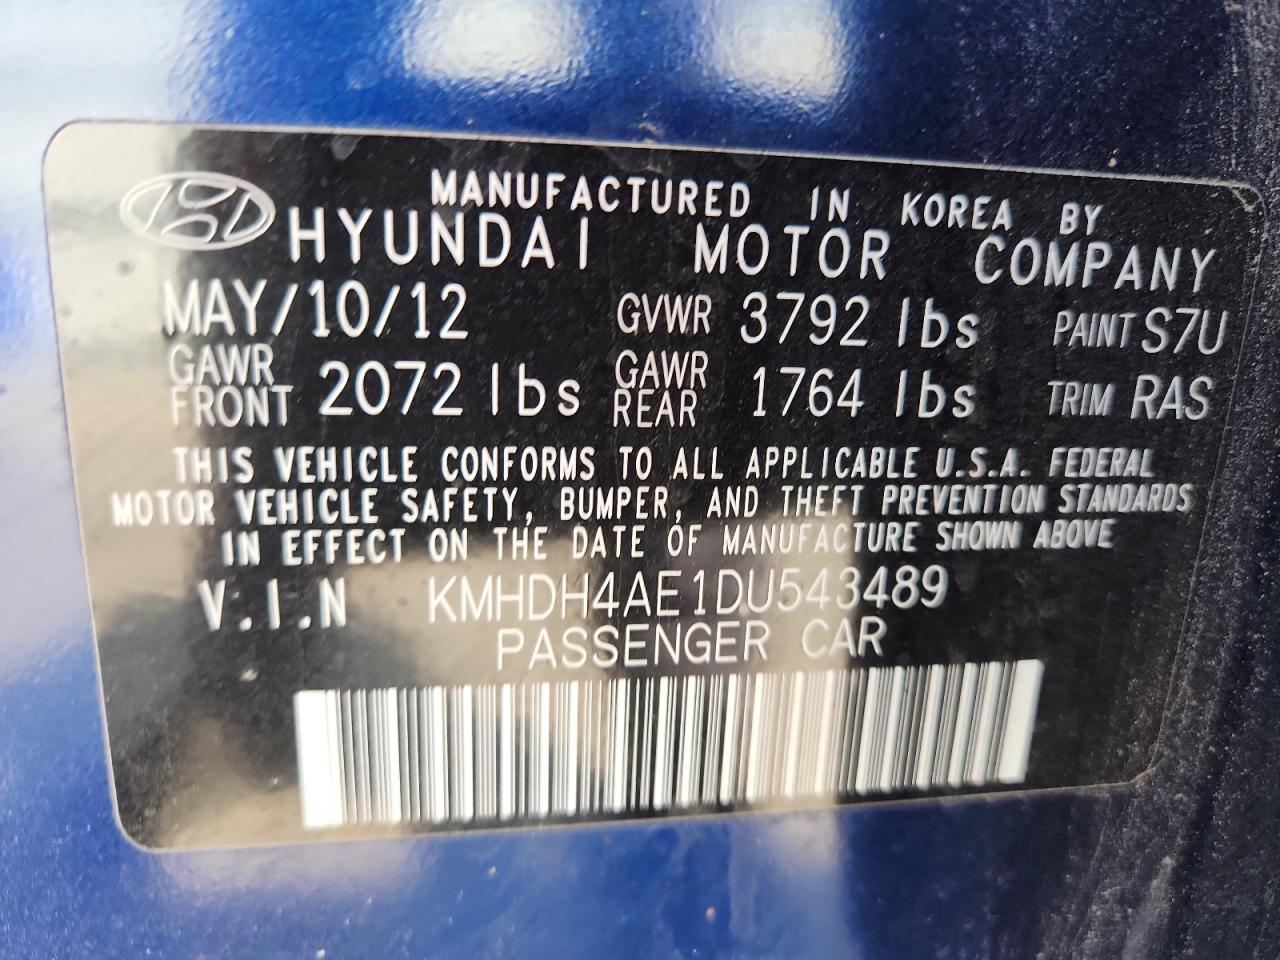 MANUFACTURED IN KOREA BY
HYUNDAI MOTOR COMPANY
MAY/10/12 GVWR 3792 lbs PAINT S7U
GAWR FRONT 2072 lbs GAWR REAR 1764 lbs TRIM RAS
THIS VEHICLE CONFORMS TO ALL APPLICABLE U.S.A. FEDERAL
MOTOR VEHICLE SAFETY, BUMPER, AND THEFT PREVENTION STANDARDS
IN EFFECT ON THE DATE OF MANUFACTURE SHOWN ABOVE
V.I.N KMHDH4AE1DU543489
PASSENGER CAR